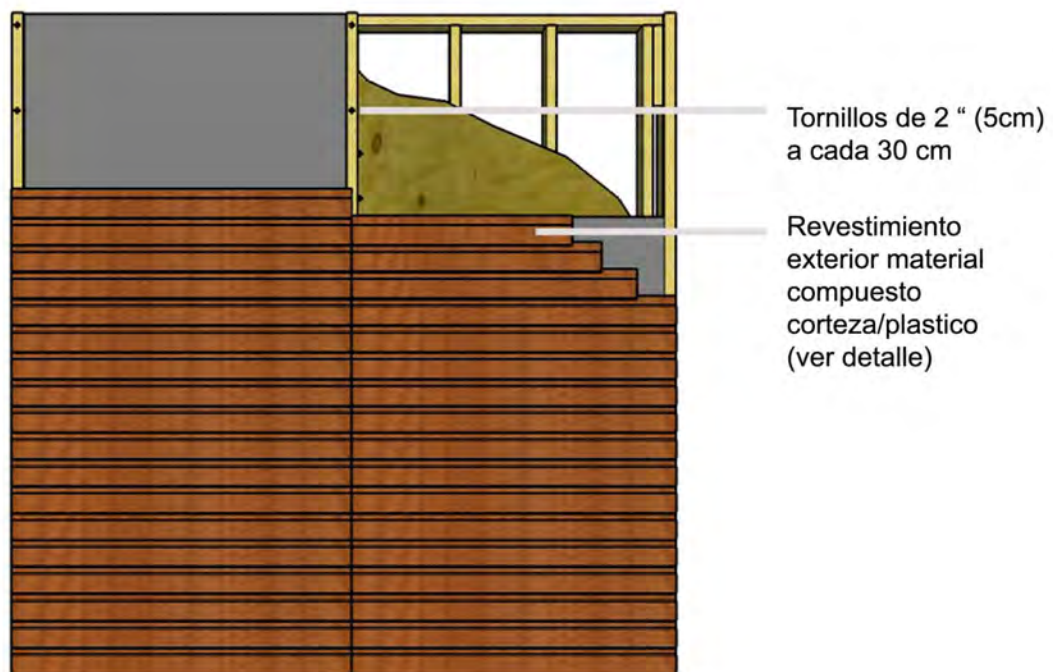 Tornillos de 2 “ (5cm)
a cada 30 cm
Revestimiento
exterior material
compuesto
corteza/plastico
(ver detalle)